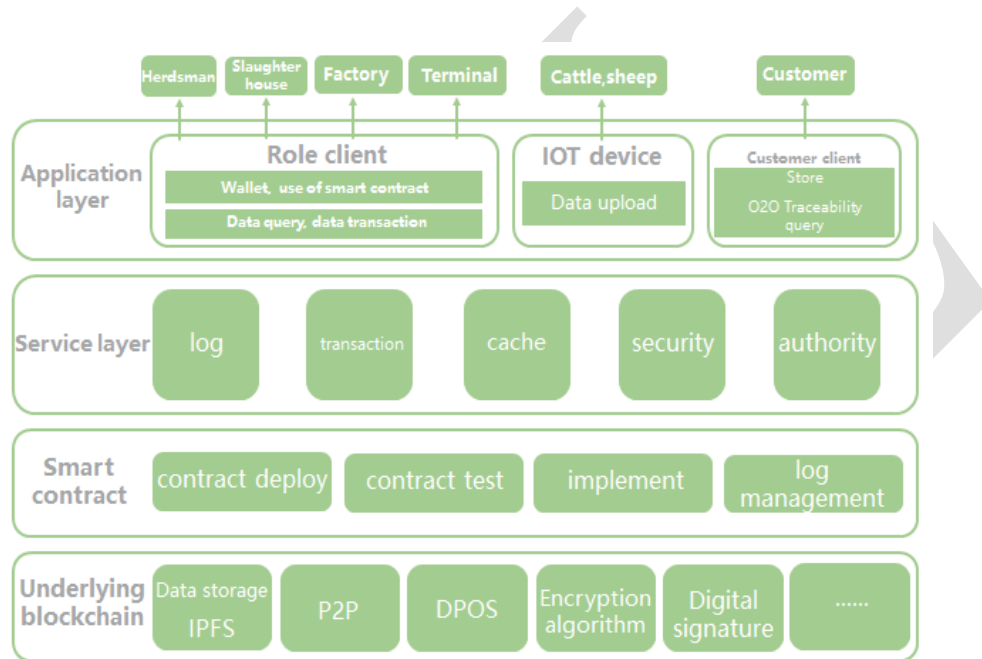 Herdsman
Slaughter
house
Factory
Terminal
Cattle,sheep
Customer
Application
layer
Role client
Wallet, use of smart contract
Data query, data transaction
IOT device
Data upload
Customer client
Store
O2O Traceability
query
Service layer
log
transaction
cache
security
authority
Smart
contract
contract deploy
contract test
implement
log
management
Underlying
blockchain
Data storage
IPFS
P2P
DPOS
Encryption
algorithm
Digital
signature
......